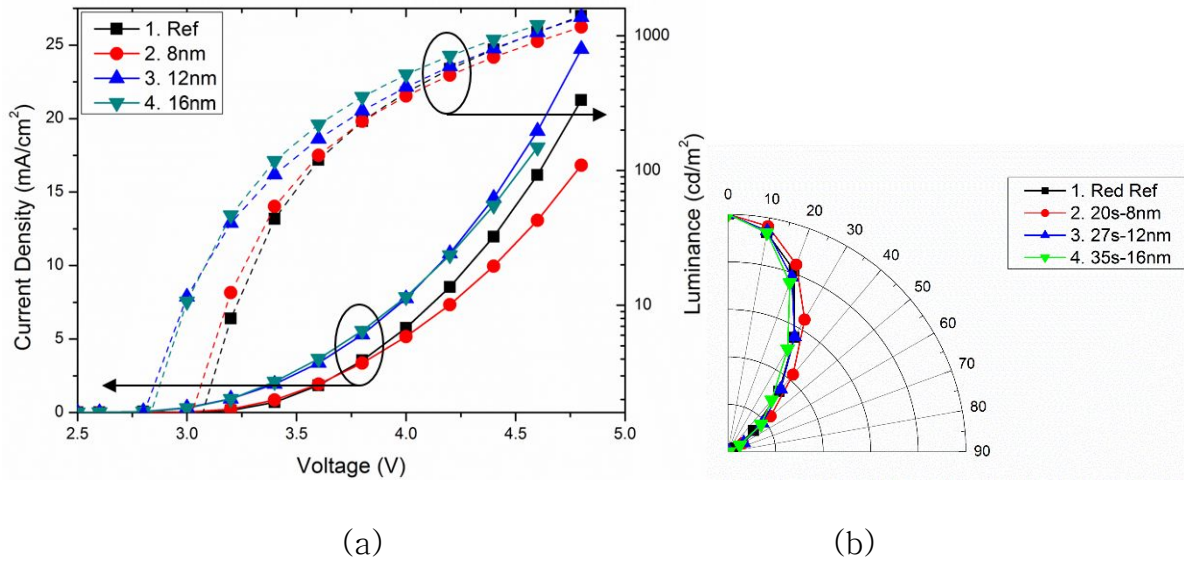 1. Ref
2. 8nm
3. 12nm
4. 16nm
25
20
15
10
5
0
Current Density (mA/cm²)
2.5 3.0 3.5 4.0 4.5 5.0
Voltage (V)
1000
100
10
Luminance (cd/m²)
(a)
1. Red Ref
2. 20s-8nm
3. 27s-12nm
4. 35s-16nm
0
10
20
30
40
50
60
70
80
90
(b)